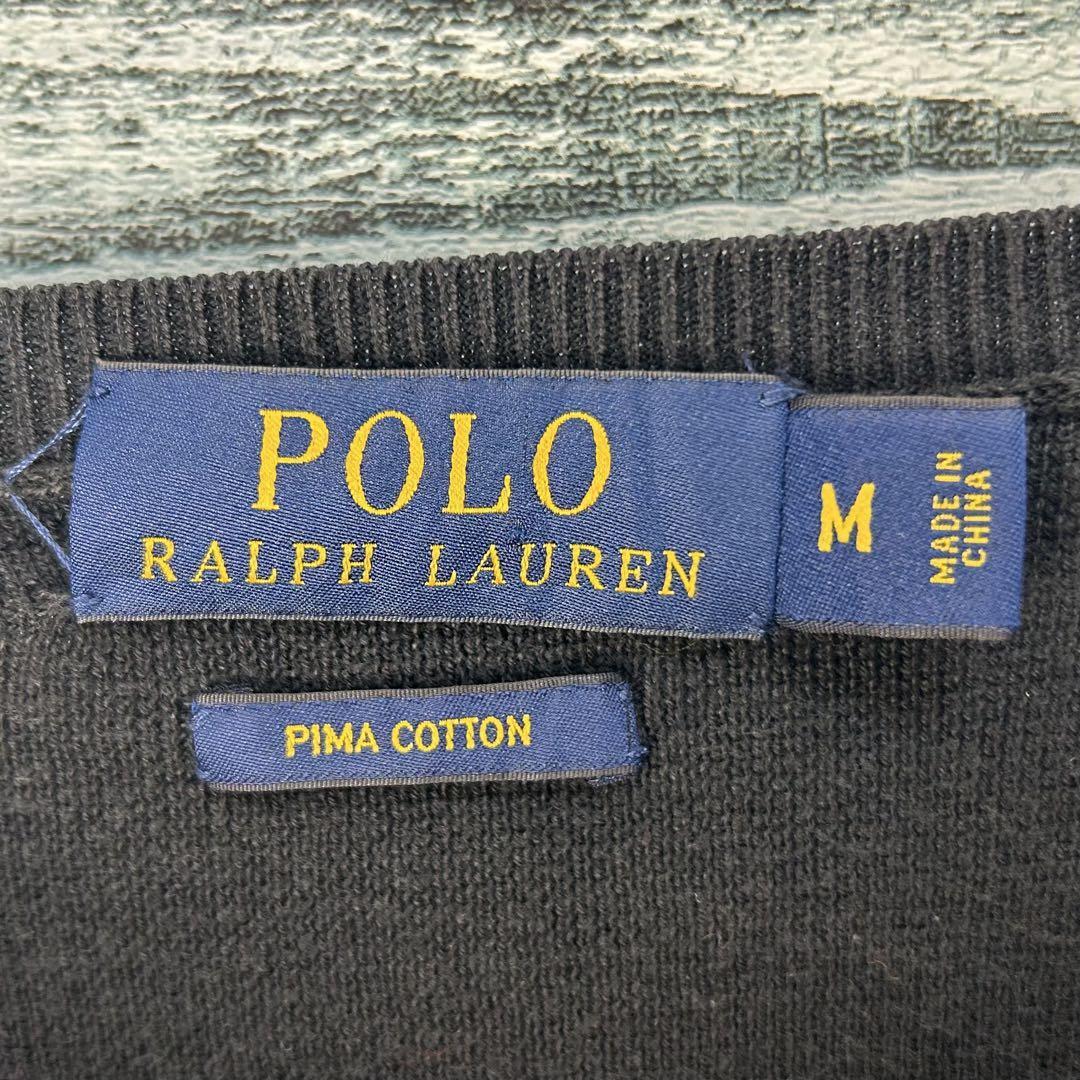 POLO
RALPH LAUREN
M
MADE IN
CHINA
PIMA COTTON